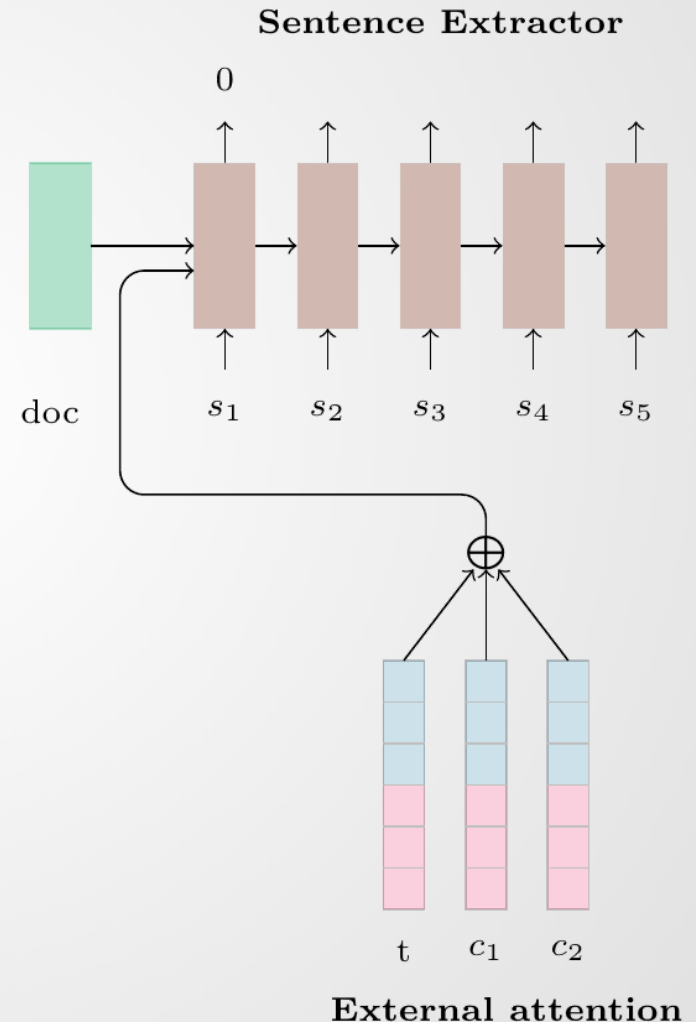 Sentence Extractor
0
doc s₁ s₂ s₃ s₄ s₅
t c₁ c₂
External attention